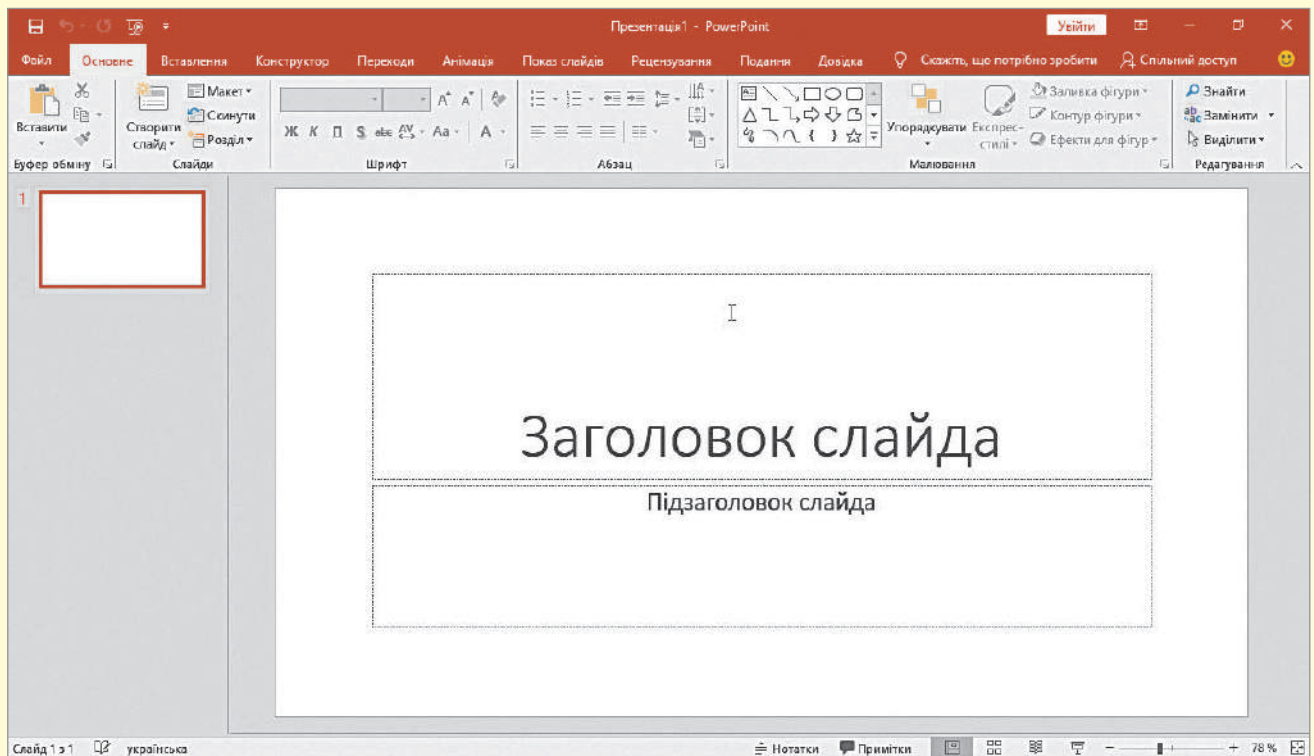 Презентація1 - PowerPoint
Увійти
Файл Основне Вставлення Конструктор Переходи Анімація Показ слайдів Рецензування Подання Довідка Скажіть, що потрібно зробити Спільний доступ
Вставити
Створити слайд
Макет
Скинути
Розділ
Ж К П S abc AV Aa A
Упорядкувати
Експрес-стилі
Заливка фігури
Контур фігури
Ефекти для фігур
Знайти
Замінити
Виділити
Буфер обміну Слайди Шрифт Абзац Малювання Редагування
1
Заголовок слайда
Підзаголовок слайда
Слайд 1 з 1 українська Нотатки Примітки 78 %